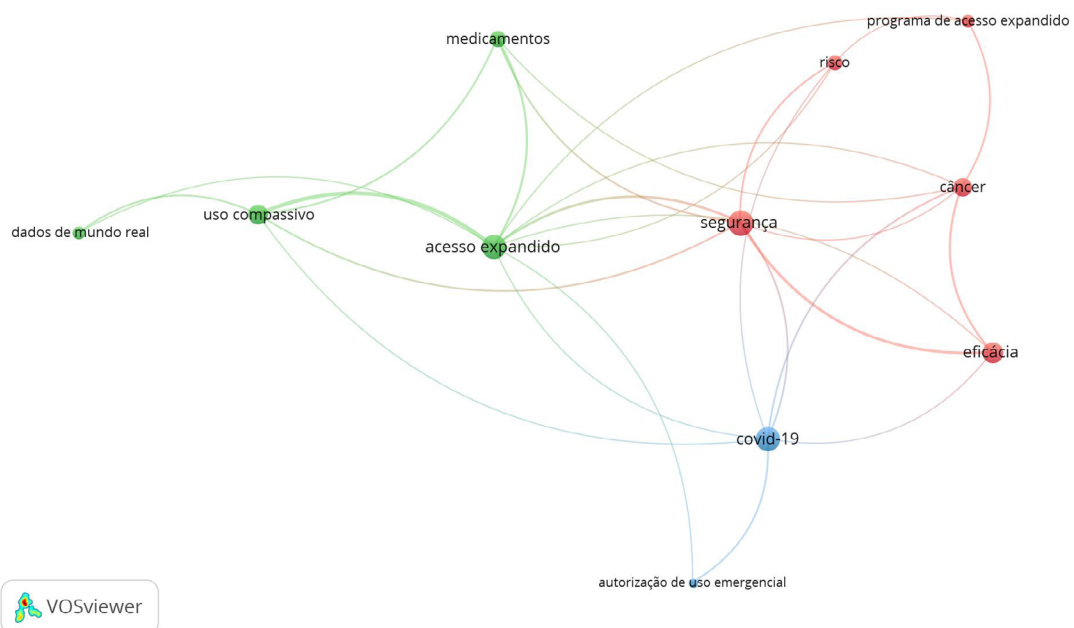 programa de acesso expandido
medicamentos
risco
câncer
uso compassivo
segurança
dados de mundo real
acesso expandido
eficácia
covid-19
autorização de uso emergencial
VOSviewer